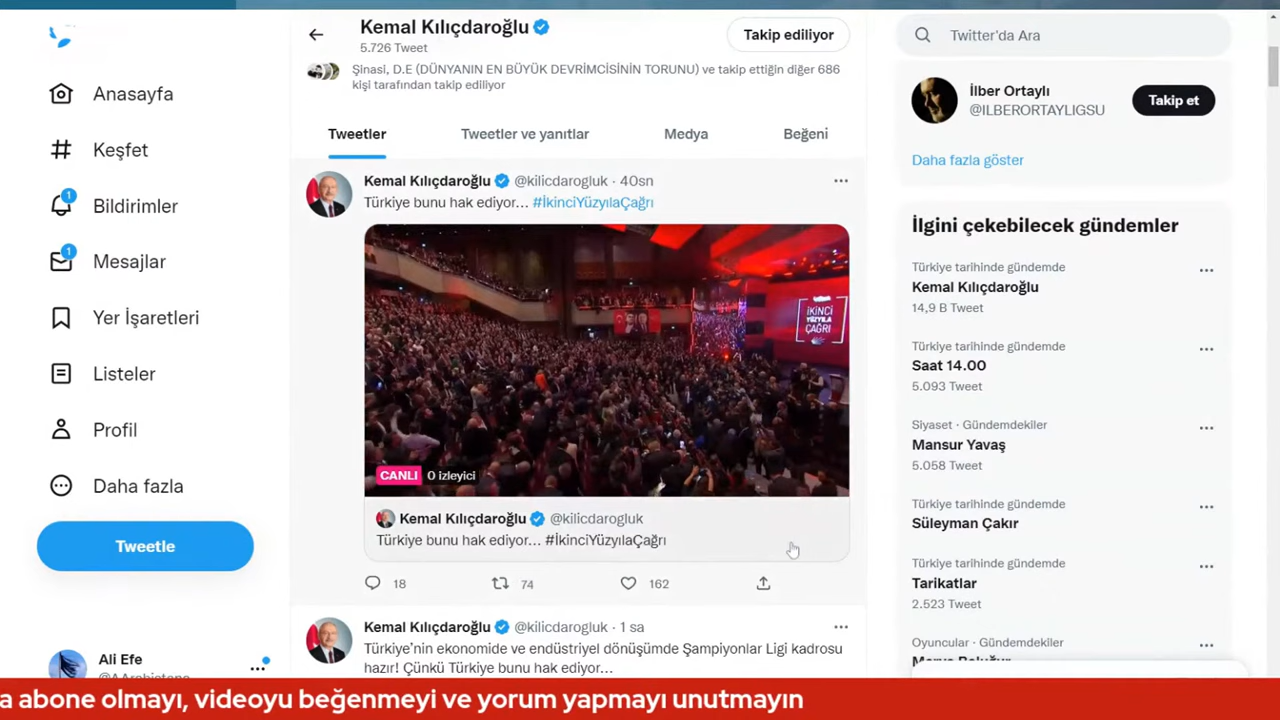 Anasayfa
Keşfet
1
Bildirimler
1
Mesajlar
Yer İşaretleri
Listeler
Profil
Daha fazla
Tweetle
Ali Efe
Kemal Kılıçdaroğlu
5.726 Tweet
Takip ediliyor
Şinasi, D.E (DÜNYANIN EN BÜYÜK DEVRİMCİSİNİN TORUNU) ve takip ettiğin diğer 686
kişi tarafından takip ediliyor
Tweetler Tweetler ve yanıtlar Medya Beğeni
Kemal Kılıçdaroğlu @kilicdarogluk · 40sn
Türkiye bunu hak ediyor... #İkinciYüzyılaÇağrı
İKİNCİ
YÜZYILA
ÇAĞRI
CANLI 0 izleyici
Kemal Kılıçdaroğlu @kilicdarogluk
Türkiye bunu hak ediyor... #İkinciYüzyılaÇağrı
18 74 162
Kemal Kılıçdaroğlu @kilicdarogluk · 1 sa
Türkiye'nin ekonomide ve endüstriyel dönüşümde Şampiyonlar Ligi kadrosu
hazır! Çünkü Türkiye bunu hak ediyor...
Twitter'da Ara
İlber Ortaylı
@ILBERORTAYLIGSU
Takip et
Daha fazla göster
İlgini çekebilecek gündemler
Türkiye tarihinde gündemde
Kemal Kılıçdaroğlu
14,9 B Tweet
Türkiye tarihinde gündemde
Saat 14.00
5.093 Tweet
Siyaset · Gündemdekiler
Mansur Yavaş
5.058 Tweet
Türkiye tarihinde gündemde
Süleyman Çakır
Türkiye tarihinde gündemde
Tarikatlar
2.523 Tweet
Oyuncular · Gündemdekiler
a abone olmayı, videoyu beğenmeyi ve yorum yapmayı unutmayın